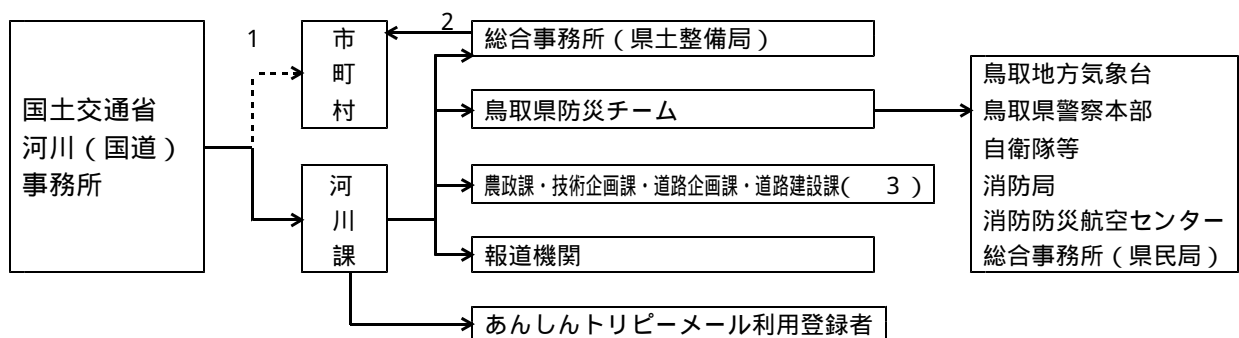 国土交通省
河川(国道)
事務所
1
市
町
村
河
川
課
2
総合事務所(県土整備局)
鳥取県防災チーム
農政課・技術企画課・道路企画課・道路建設課( 3)
報道機関
あんしんトリピーメール利用登録者
鳥取地方気象台
鳥取県警察本部
自衛隊等
消防局
消防防災航空センター
総合事務所(県民局)